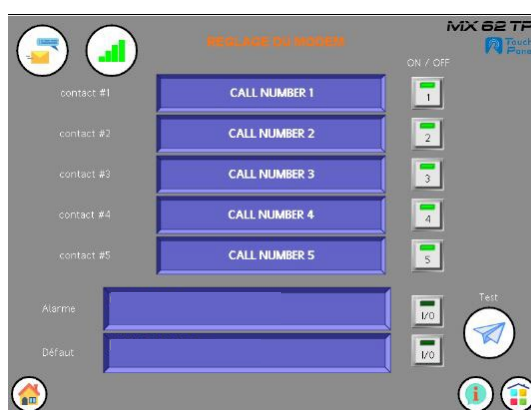 MX 62 TP
REGLAGE DU MODEM
Touch
Panel
ON / OFF
contact #1 CALL NUMBER 1 1
contact #2 CALL NUMBER 2 2
contact #3 CALL NUMBER 3 3
contact #4 CALL NUMBER 4 4
contact #5 CALL NUMBER 5 5
Test
Alarme I/O
Défaut I/O